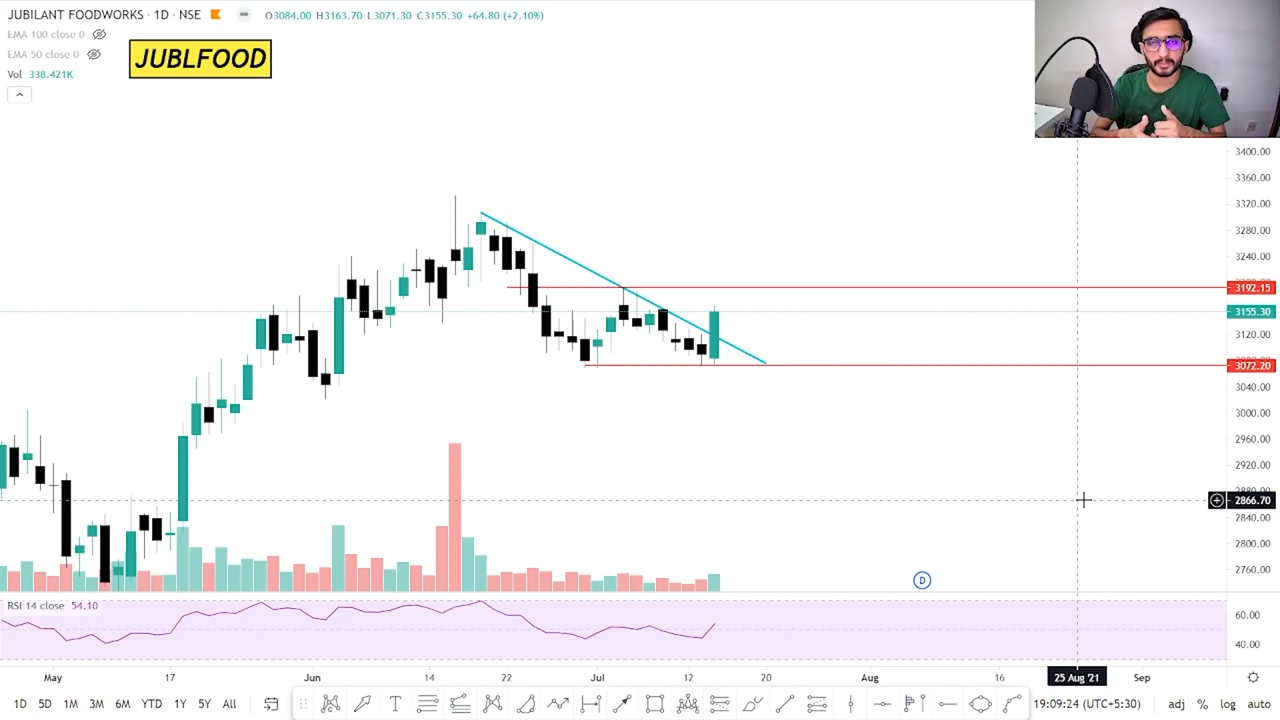 JUBILANT FOODWORKS · 1D · NSE O3084.00 H3163.70 L3071.30 C3155.30 +64.80 (+2.10%)
EMA 100 close 0
EMA 50 close 0
Vol 338.421K
JUBLFOOD
3400.00
3360.00
3320.00
3280.00
3240.00
3192.15
3155.30
3120.00
3072.20
3040.00
3000.00
2960.00
2920.00
2880.00
2866.70
2840.00
2800.00
2760.00
D
RSI 14 close 54.10
60.00
40.00
May 17 Jun 14 22 Jul 12 20 Aug 16 25 Aug '21 Sep
1D 5D 1M 3M 6M YTD 1Y 5Y All T 19:09:24 (UTC+5:30) adj % log auto